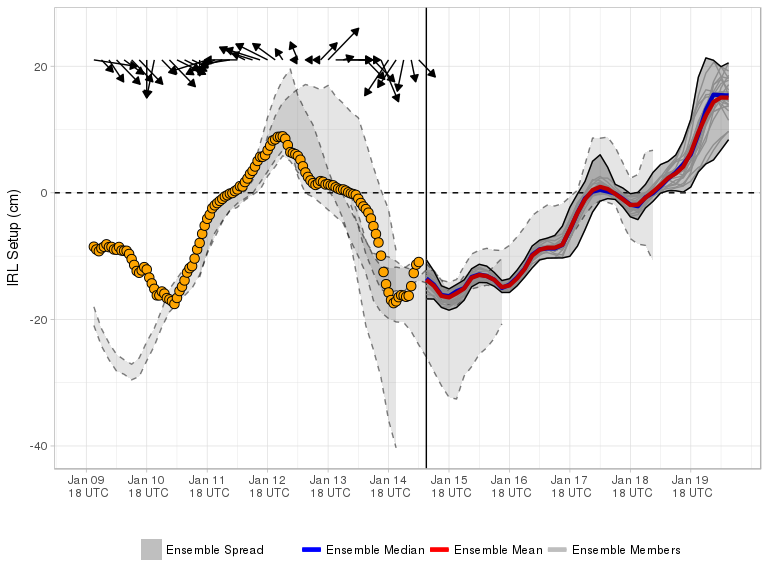 IRL Setup (cm)
20
0
-20
-40
Jan 09 Jan 10 Jan 11 Jan 12 Jan 13 Jan 14 Jan 15 Jan 16 Jan 17 Jan 18 Jan 19
18 UTC 18 UTC 18 UTC 18 UTC 18 UTC 18 UTC 18 UTC 18 UTC 18 UTC 18 UTC 18 UTC
Ensemble Spread Ensemble Median Ensemble Mean Ensemble Members